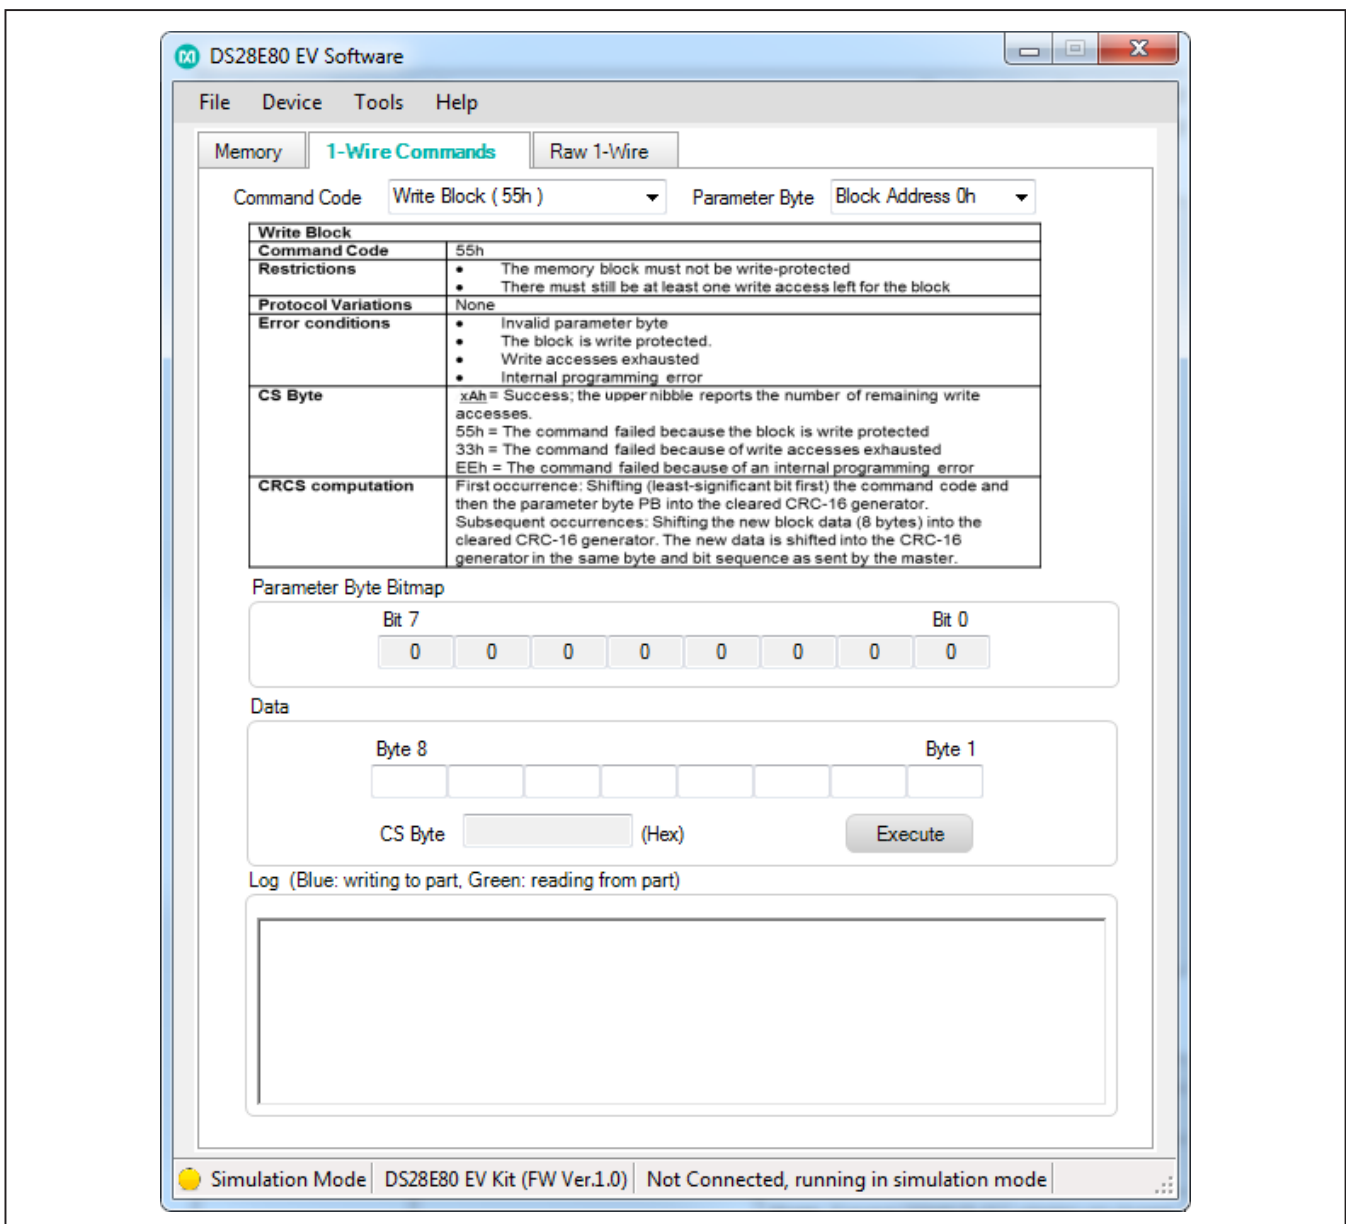 DS28E80 EV Software
File Device Tools Help
Memory 1-Wire Commands Raw 1-Wire
Command Code Write Block ( 55h ) Parameter Byte Block Address 0h
Write Block
Command Code 55h
Restrictions • The memory block must not be write-protected
• There must still be at least one write access left for the block
Protocol Variations None
Error conditions • Invalid parameter byte
• The block is write protected.
• Write accesses exhausted
• Internal programming error
CS Byte xAh = Success; the upper nibble reports the number of remaining write
accesses.
55h = The command failed because the block is write protected
33h = The command failed because of write accesses exhausted
EEh = The command failed because of an internal programming error
CRCS computation First occurrence: Shifting (least-significant bit first) the command code and
then the parameter byte PB into the cleared CRC-16 generator.
Subsequent occurrences: Shifting the new block data (8 bytes) into the
cleared CRC-16 generator. The new data is shifted into the CRC-16
generator in the same byte and bit sequence as sent by the master.
Parameter Byte Bitmap
Bit 7 Bit 0
0 0 0 0 0 0 0 0
Data
Byte 8 Byte 1
CS Byte (Hex) Execute
Log (Blue: writing to part, Green: reading from part)
Simulation Mode DS28E80 EV Kit (FW Ver.1.0) Not Connected, running in simulation mode